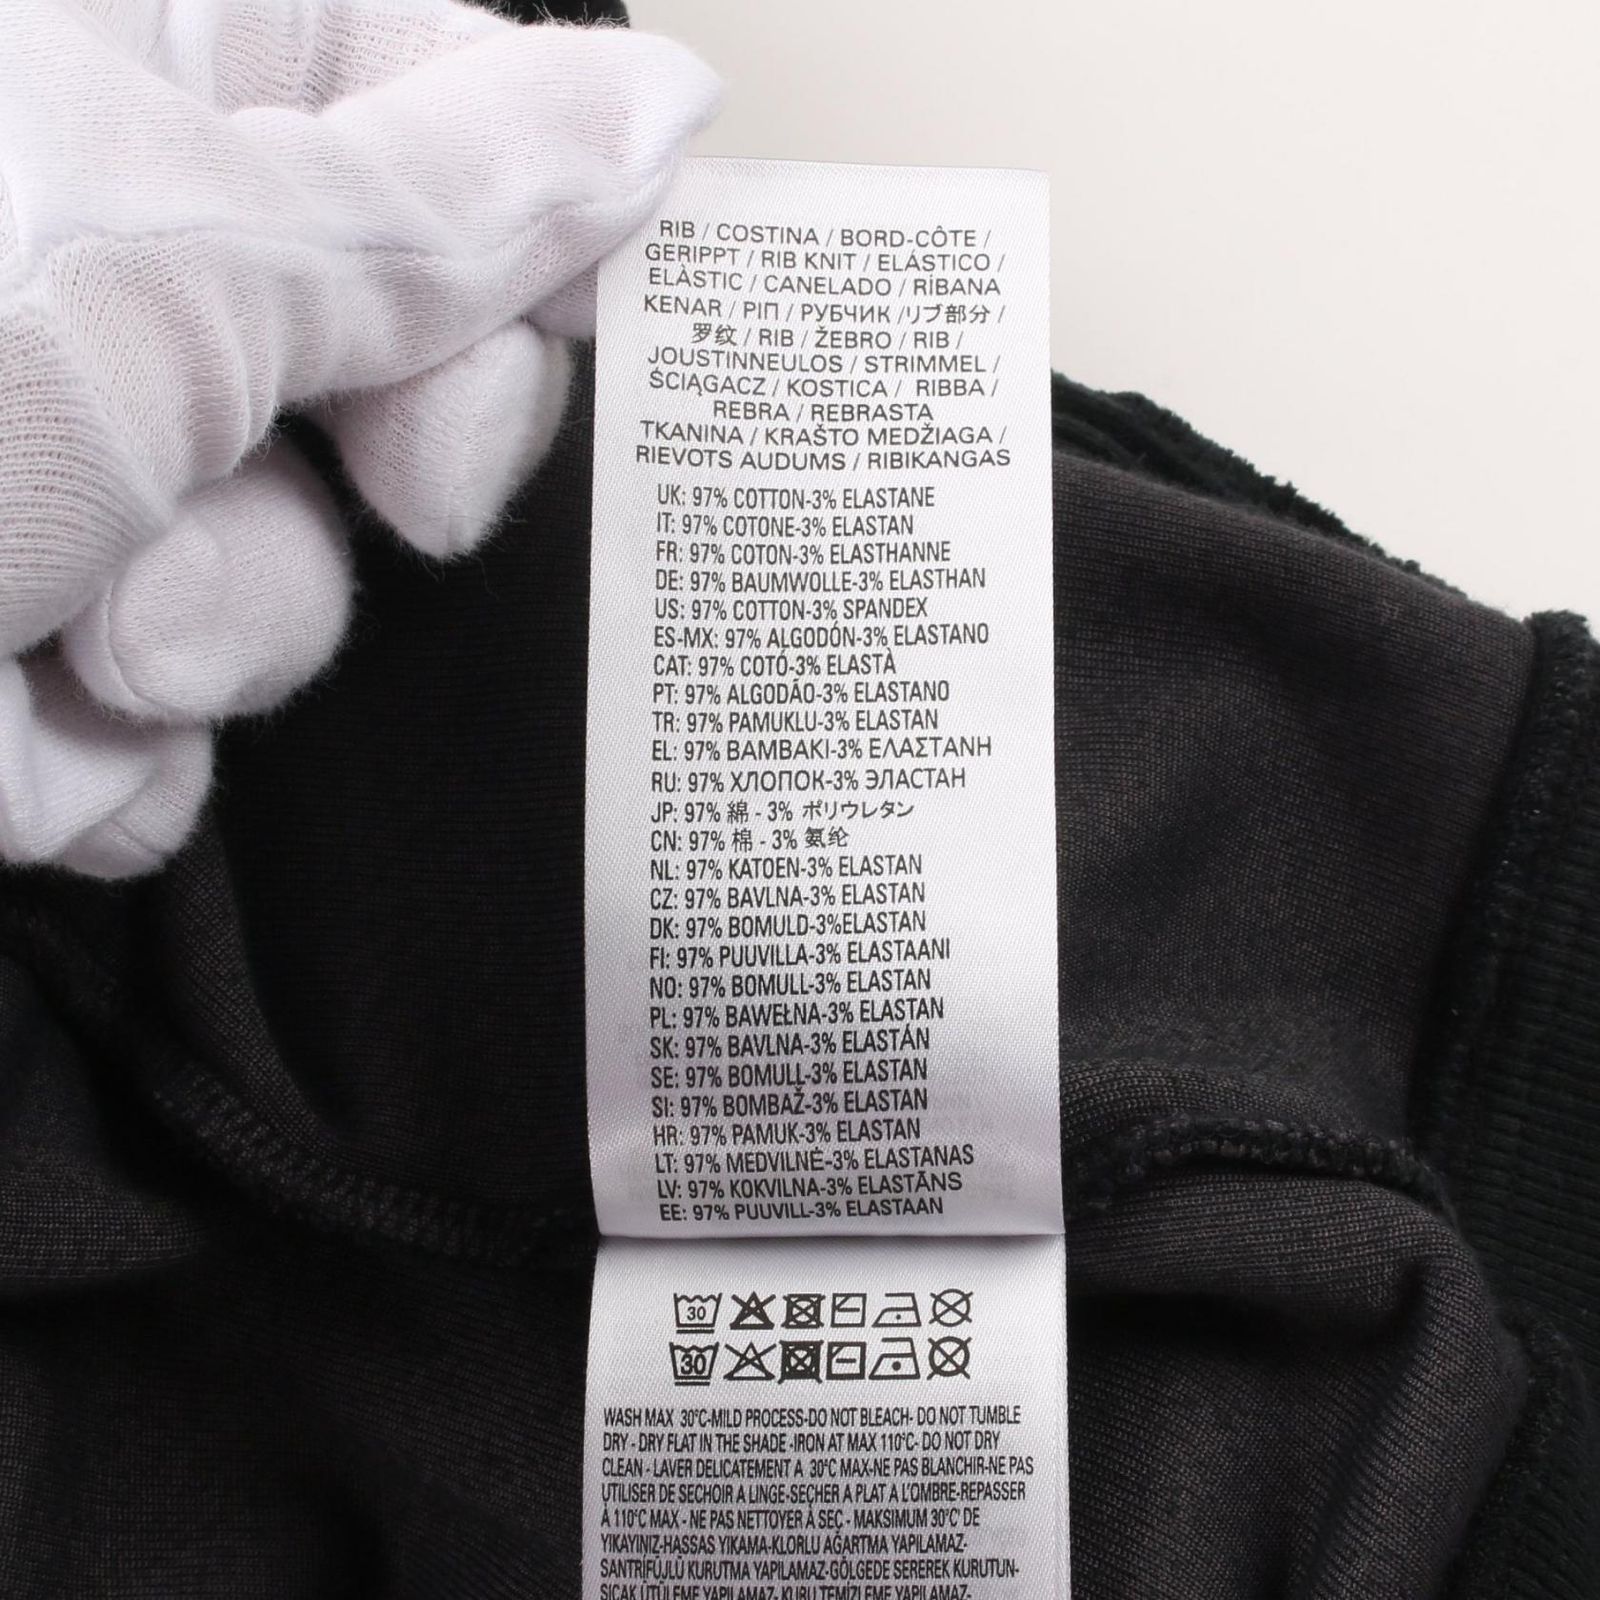 RIB / COSTINA / BORD-CÔTE /
GERIPPT / RIB KNIT / ELÁSTICO /
ELÀSTIC / CANELADO / RİBANA
KENAR / ΡΙΠ / РУБЧИК /リブ部分 /
罗纹 / RIB / ŽEBRO / RIB /
JOUSTINNEULOS / STRIMMEL /
ŚCIĄGACZ / KOSTICA / RIBBA /
REBRA / REBRASTA
TKANINA / KRAŠTO MEDŽIAGA /
RIEVOTS AUDUMS / RIBIKANGAS
UK: 97% COTTON-3% ELASTANE
IT: 97% COTONE-3% ELASTAN
FR: 97% COTON-3% ELASTHANNE
DE: 97% BAUMWOLLE-3% ELASTHAN
US: 97% COTTON-3% SPANDEX
ES-MX: 97% ALGODÓN-3% ELASTANO
CAT: 97% COTÓ-3% ELASTÀ
PT: 97% ALGODÃO-3% ELASTANO
TR: 97% PAMUKLU-3% ELASTAN
EL: 97% ΒΑΜΒΑΚΙ-3% ΕΛΑΣΤΑΝΗ
RU: 97% ХЛОПОК-3% ЭЛАСТАН
JP: 97% 綿 - 3% ポリウレタン
CN: 97% 棉 - 3% 氨纶
NL: 97% KATOEN-3% ELASTAN
CZ: 97% BAVLNA-3% ELASTAN
DK: 97% BOMULD-3%ELASTAN
FI: 97% PUUVILLA-3% ELASTAANI
NO: 97% BOMULL-3% ELASTAN
PL: 97% BAWEŁNA-3% ELASTAN
SK: 97% BAVLNA-3% ELASTÁN
SE: 97% BOMULL-3% ELASTAN
SI: 97% BOMBAŽ-3% ELASTAN
HR: 97% PAMUK-3% ELASTAN
LT: 97% MEDVILNĖ-3% ELASTANAS
LV: 97% KOKVILNA-3% ELASTĀNS
EE: 97% PUUVILL-3% ELASTAAN
30
30
WASH MAX 30°C-MILD PROCESS-DO NOT BLEACH- DO NOT TUMBLE
DRY - DRY FLAT IN THE SHADE -IRON AT MAX 110°C- DO NOT DRY
CLEAN - LAVER DELICATEMENT A 30°C MAX-NE PAS BLANCHIR-NE PAS
UTILISER DE SECHOIR A LINGE-SECHER A PLAT A L'OMBRE-REPASSER
À 110°C MAX - NE PAS NETTOYER À SEC - MAKSIMUM 30°C' DE
YIKAYINIZ-HASSAS YIKAMA-KLORLU AĞARTMA YAPILAMAZ-
SANTRİFÜJLÜ KURUTMA YAPILAMAZ-GÖLGEDE SEREREK KURUTUN-
SICAK ÜTÜLEME YAPILAMAZ- KURU TEMİZLEME YAPILAMAZ-